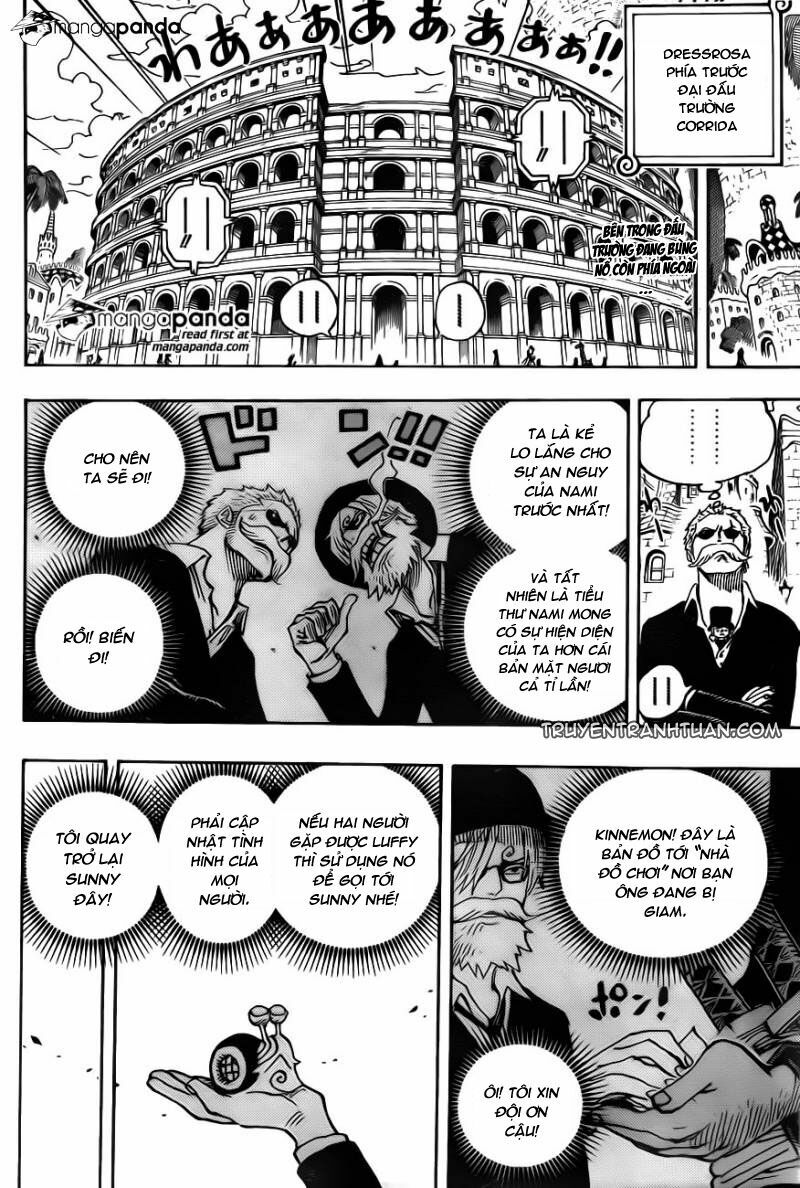 mangapanda
わあああああああぁ!!
DRESSROSA
PHÍA TRƯỚC
ĐẠI ĐẤU
TRƯỜNG
CORRIDA
BÊN TRONG ĐẤU
TRƯỜNG ĐANG BÙNG
NỔ CÒN PHÍA NGOÀI
...
mangapanda
read first at
mangapanda.com
TA LÀ KẺ
LO LẮNG CHO
SỰ AN NGUY
CỦA NAMI
TRƯỚC NHẤT!
VÀ TẤT
NHIÊN LÀ TIỂU
THƯ NAMI MONG
CÓ SỰ HIỆN DIỆN
CỦA TA HƠN CÁI
BẢN MẶT NGƯƠI
CẢ TỈ LẦN!
ドン!!
CHO NÊN
TA SẼ ĐI!
RỒI! BIẾN
ĐI!
TRUYENTRANHTUAN.COM
KINNEMON! ĐÂY LÀ
BẢN ĐỒ TỚI "NHÀ
ĐỒ CHƠI" NƠI BẠN
ÔNG ĐANG BỊ
GIAM.
ポン!
ÔI! TÔI XIN
ĐỘI ƠN
CẬU!
NẾU HAI NGƯỜI
GẶP ĐƯỢC LUFFY
THÌ SỬ DỤNG NÓ
ĐỂ GỌI TỚI
SUNNY NHÉ!
PHẢI CẬP
NHẬT TÌNH
HÌNH CỦA
MỌI
NGƯỜI.
TÔI QUAY
TRỞ LẠI
SUNNY
ĐÂY!